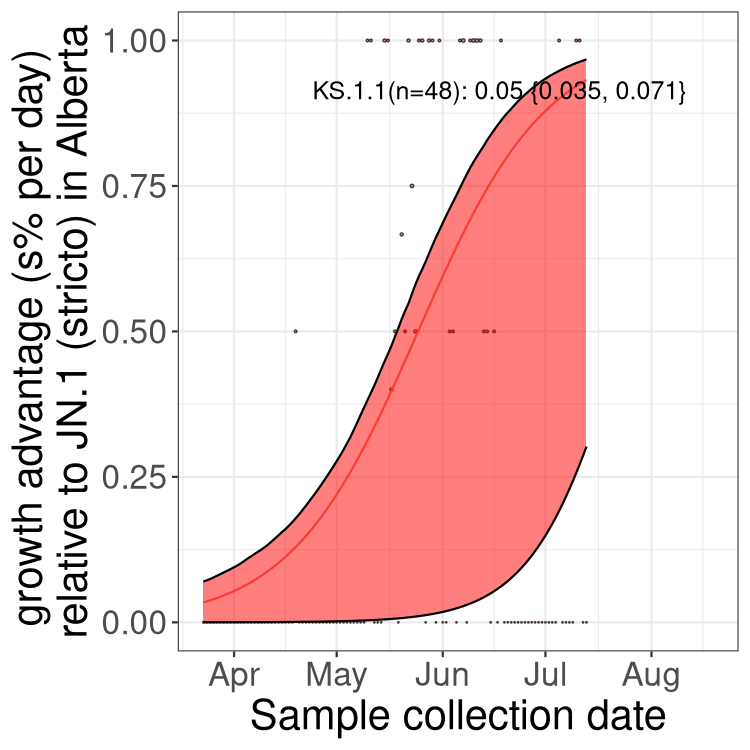 growth advantage (s% per day)
relative to JN.1 (stricto) in Alberta
1.00
0.75
0.50
0.25
0.00
KS.1.1(n=48): 0.05 {0.035, 0.071}
Apr May Jun Jul Aug
Sample collection date